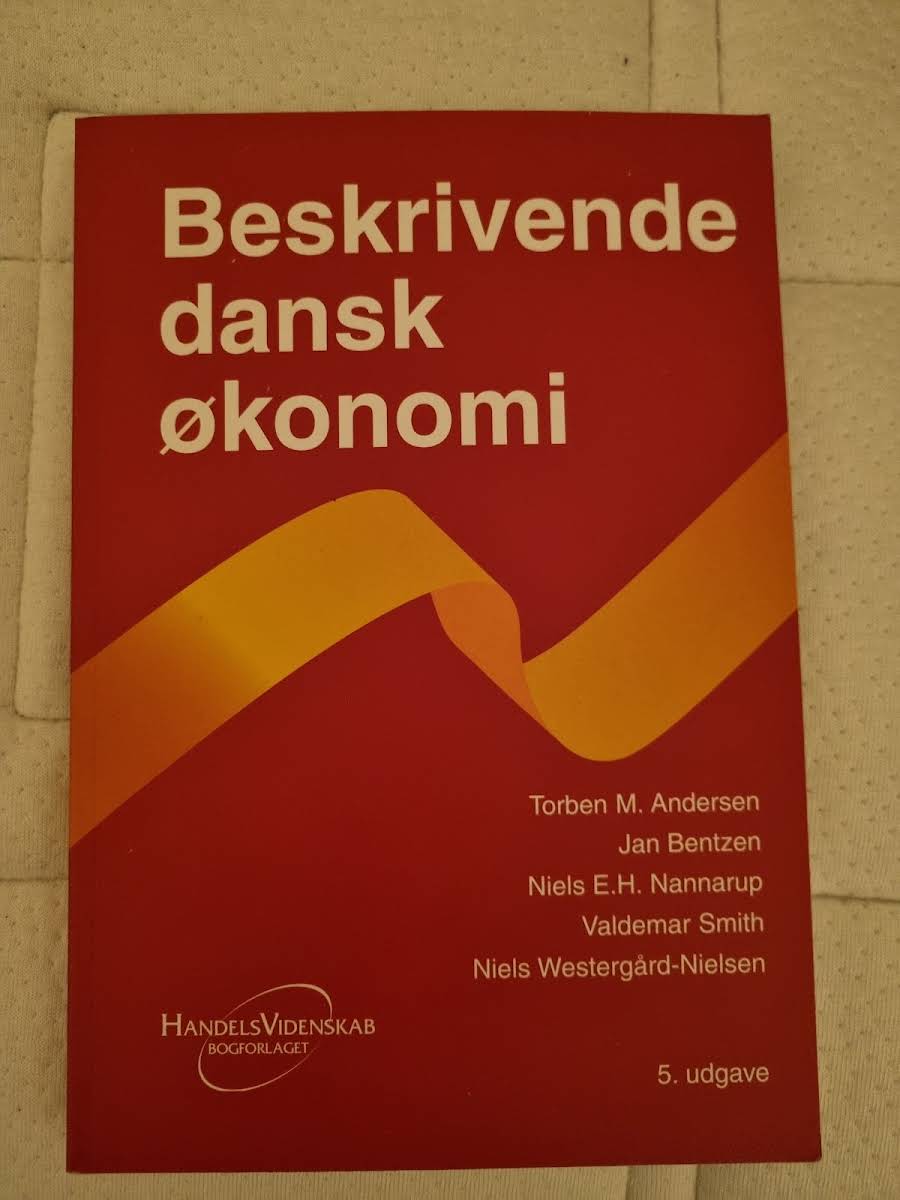 Beskrivende
dansk
økonomi
Torben M. Andersen
Jan Bentzen
Niels E.H. Nannarup
Valdemar Smith
Niels Westergård-Nielsen
HANDELSVIDENSKAB
BOGFORLAGET
5. udgave